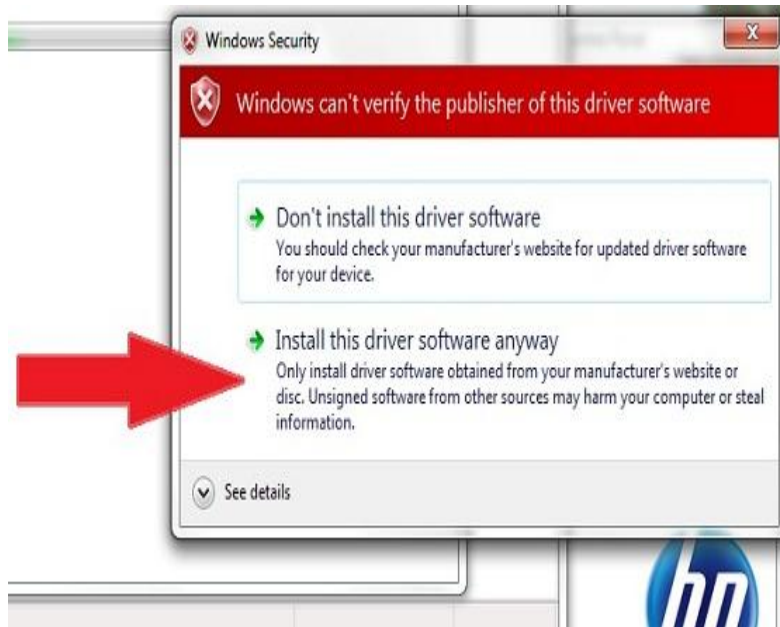 Windows Security
X
Windows can't verify the publisher of this driver software
Don't install this driver software
You should check your manufacturer's website for updated driver software
for your device.
Install this driver software anyway
Only install driver software obtained from your manufacturer's website or
disc. Unsigned software from other sources may harm your computer or steal
information.
See details
hp